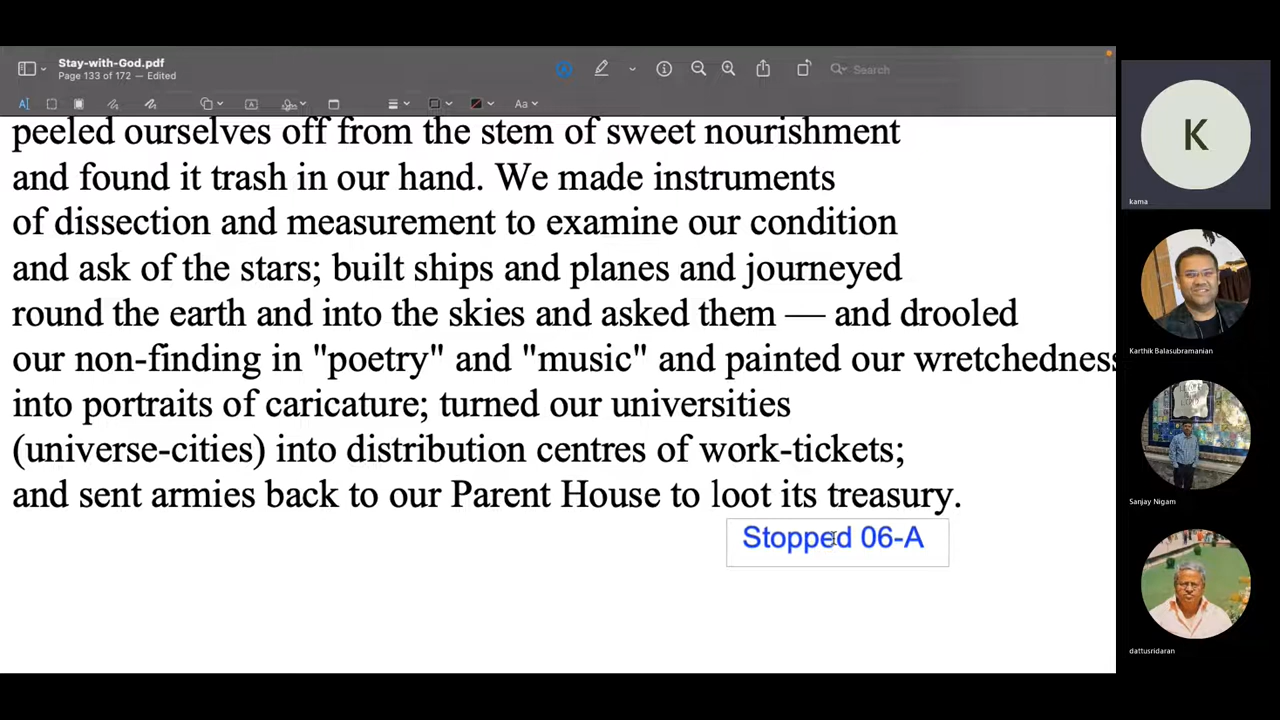 Stay-with-God.pdf
Page 133 of 172 — Edited
Search
Aa
peeled ourselves off from the stem of sweet nourishment
and found it trash in our hand. We made instruments
of dissection and measurement to examine our condition
and ask of the stars; built ships and planes and journeyed
round the earth and into the skies and asked them — and drooled
our non-finding in "poetry" and "music" and painted our wretchedness
into portraits of caricature; turned our universities
(universe-cities) into distribution centres of work-tickets;
and sent armies back to our Parent House to loot its treasury.
Stopped 06-A
K
kama
Karthik Balasubramanian
Sanjay Nigam
dattusridaran